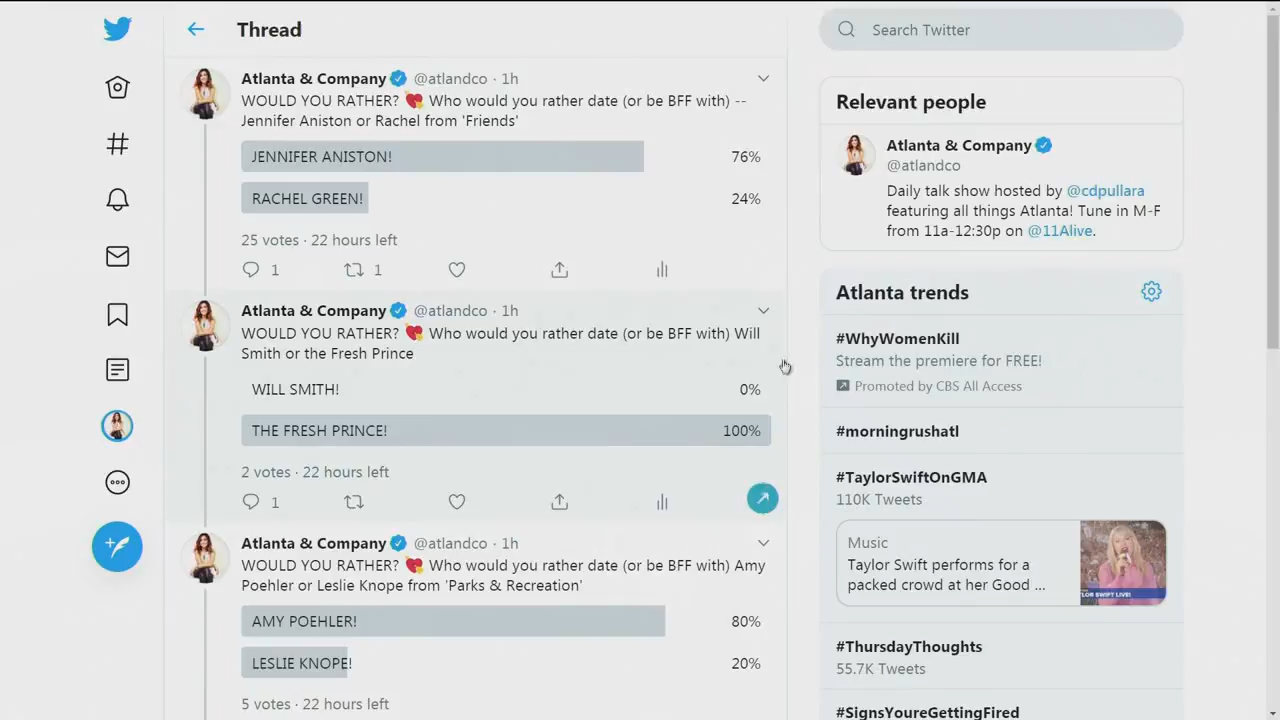 Thread
Atlanta & Company @atlandco · 1h
WOULD YOU RATHER? 💘 Who would you rather date (or be BFF with) --
Jennifer Aniston or Rachel from 'Friends'
JENNIFER ANISTON! 76%
RACHEL GREEN! 24%
25 votes · 22 hours left
1 1
Atlanta & Company @atlandco · 1h
WOULD YOU RATHER? 💘 Who would you rather date (or be BFF with) Will
Smith or the Fresh Prince
WILL SMITH! 0%
THE FRESH PRINCE! 100%
2 votes · 22 hours left
1
Atlanta & Company @atlandco · 1h
WOULD YOU RATHER? 💘 Who would you rather date (or be BFF with) Amy
Poehler or Leslie Knope from 'Parks & Recreation'
AMY POEHLER! 80%
LESLIE KNOPE! 20%
5 votes · 22 hours left
Search Twitter
Relevant people
Atlanta & Company
@atlandco
Daily talk show hosted by @cdpullara
featuring all things Atlanta! Tune in M-F
from 11a-12:30p on @11Alive.
Atlanta trends
#WhyWomenKill
Stream the premiere for FREE!
Promoted by CBS All Access
#morningrushatl
#TaylorSwiftOnGMA
110K Tweets
Music
Taylor Swift performs for a
packed crowd at her Good ...
TAYLOR SWIFT LIVE!
#ThursdayThoughts
55.7K Tweets
#SignsYoureGettingFired